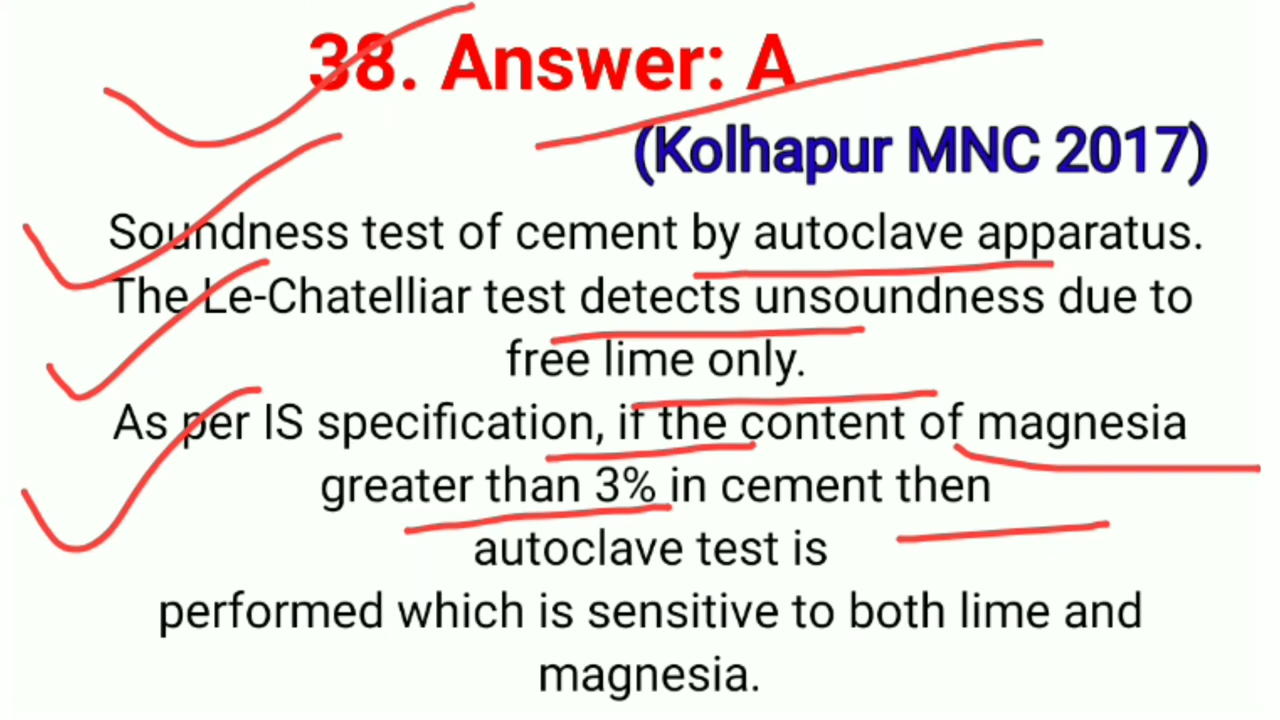 38. Answer: A
(Kolhapur MNC 2017)
Soundness test of cement by autoclave apparatus.
The Le-Chatelliar test detects unsoundness due to
free lime only.
As per IS specification, if the content of magnesia
greater than 3% in cement then
autoclave test is
performed which is sensitive to both lime and
magnesia.